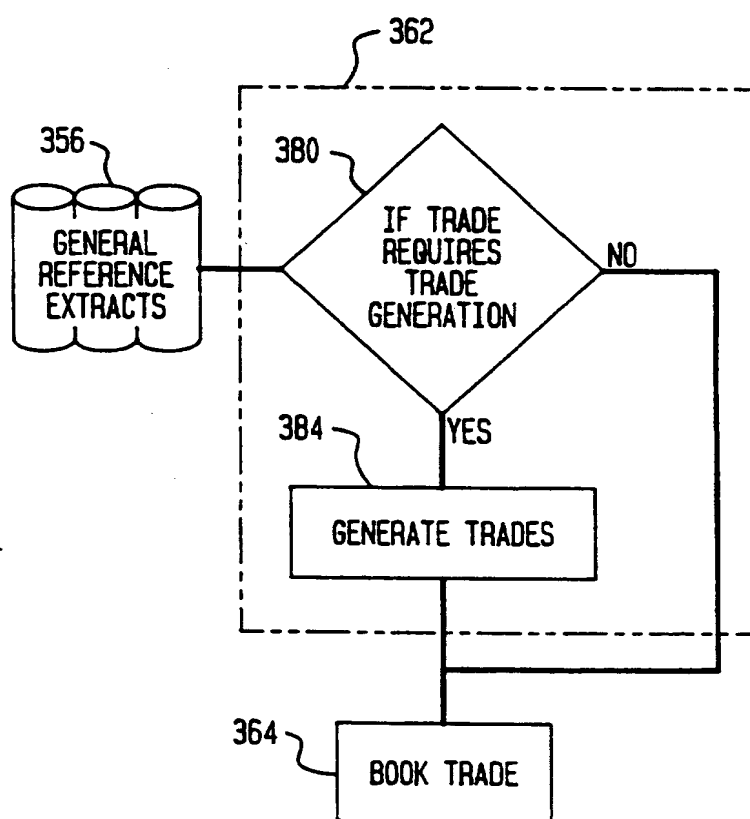 362
356
380
GENERAL
REFERENCE
EXTRACTS
IF TRADE
REQUIRES
TRADE
GENERATION
NO
YES
384
GENERATE TRADES
364
BOOK TRADE